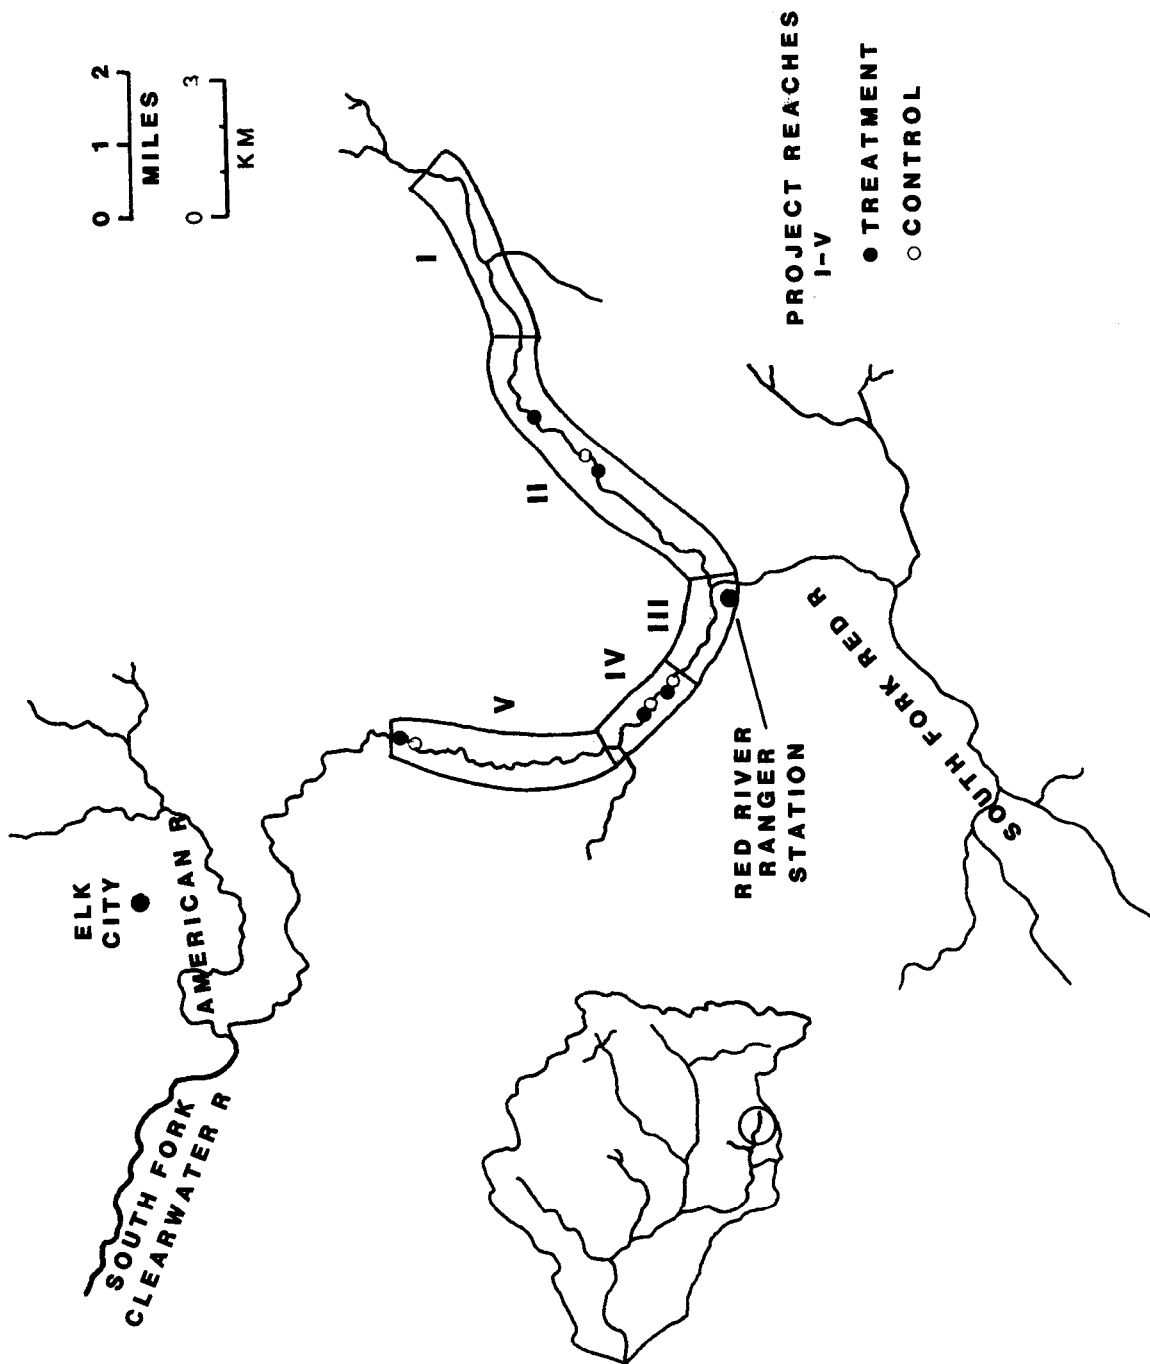 SOUTH FORK
CLEARWATER R
ELK
CITY
AMERICAN R
0 1 2
MILES
0 3
KM
I
II
III
IV
V
RED RIVER
RANGER
STATION
SOUTH FORK RED R
PROJECT REACHES
I-V
TREATMENT
CONTROL